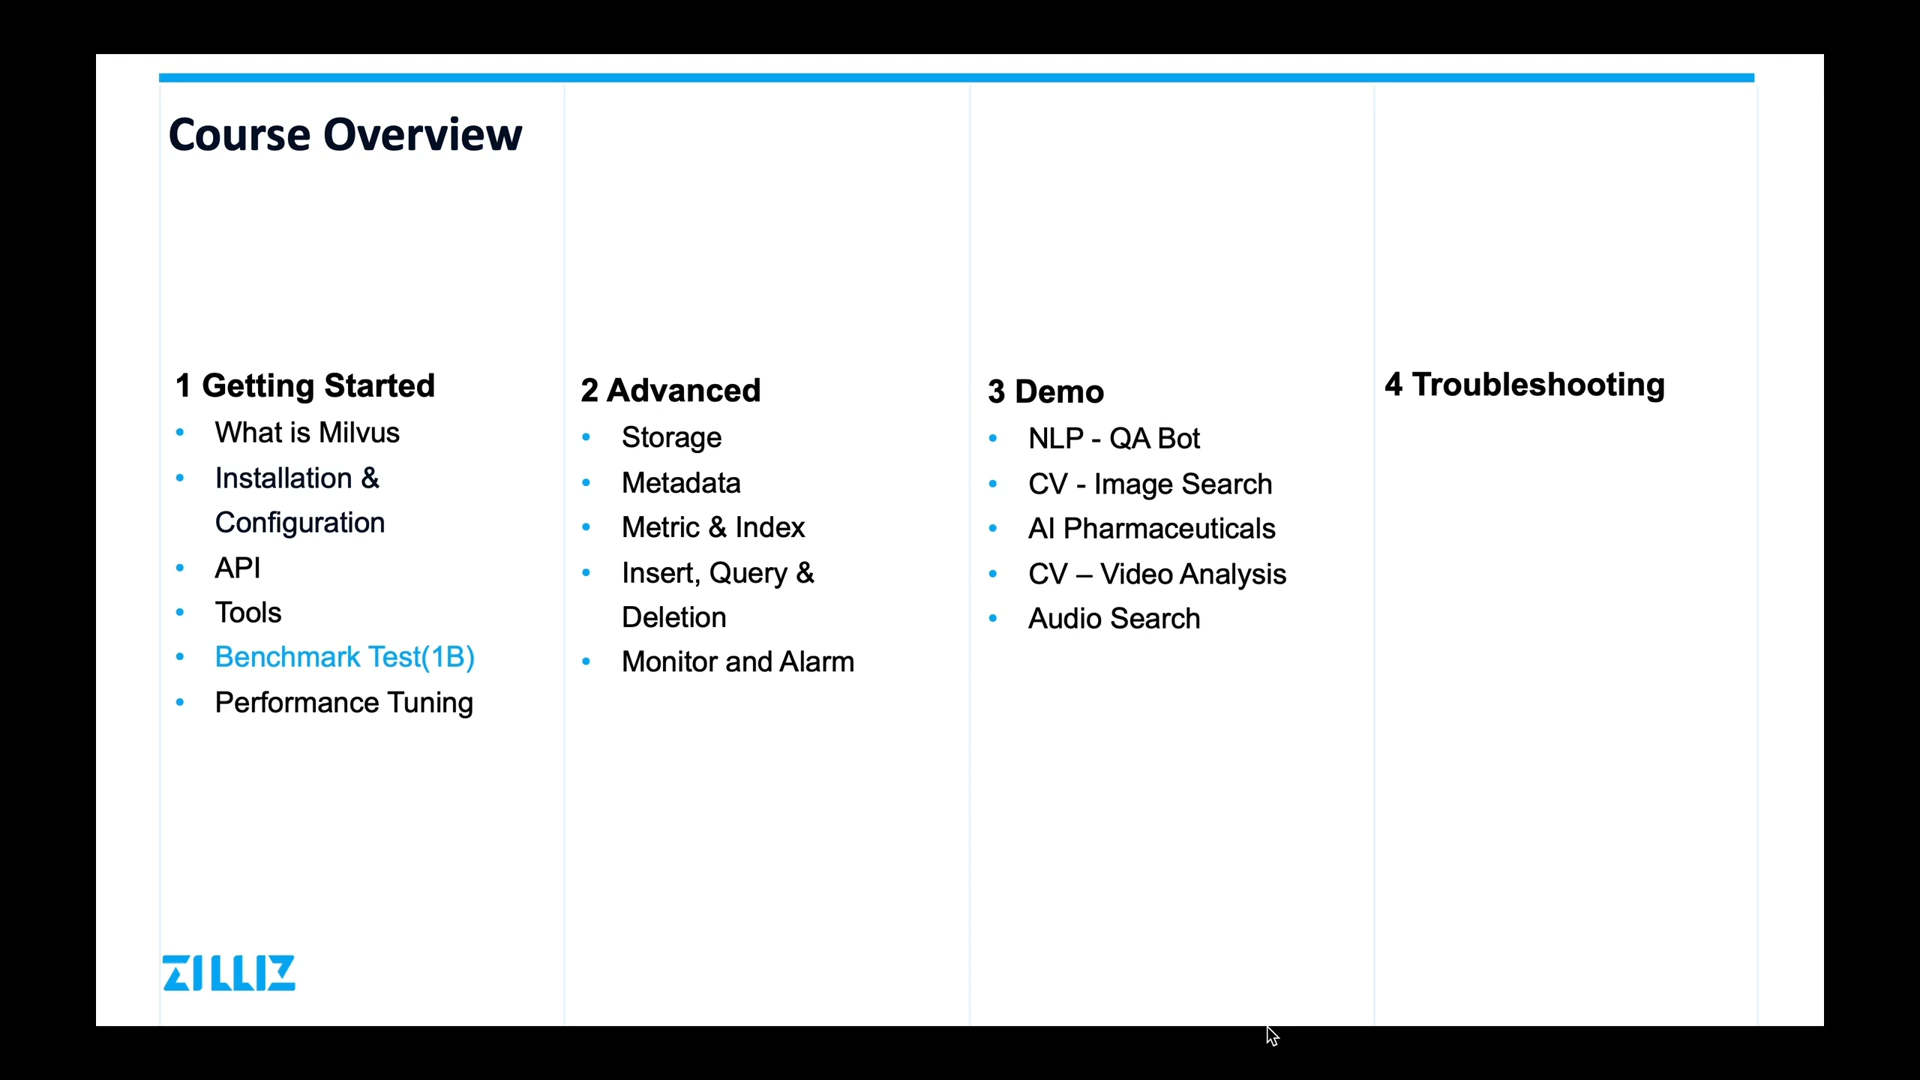 Course Overview
1 Getting Started
• What is Milvus
• Installation &
Configuration
• API
• Tools
• Benchmark Test(1B)
• Performance Tuning
2 Advanced
• Storage
• Metadata
• Metric & Index
• Insert, Query &
Deletion
• Monitor and Alarm
3 Demo
• NLP - QA Bot
• CV - Image Search
• AI Pharmaceuticals
• CV – Video Analysis
• Audio Search
4 Troubleshooting
ZILLIZ